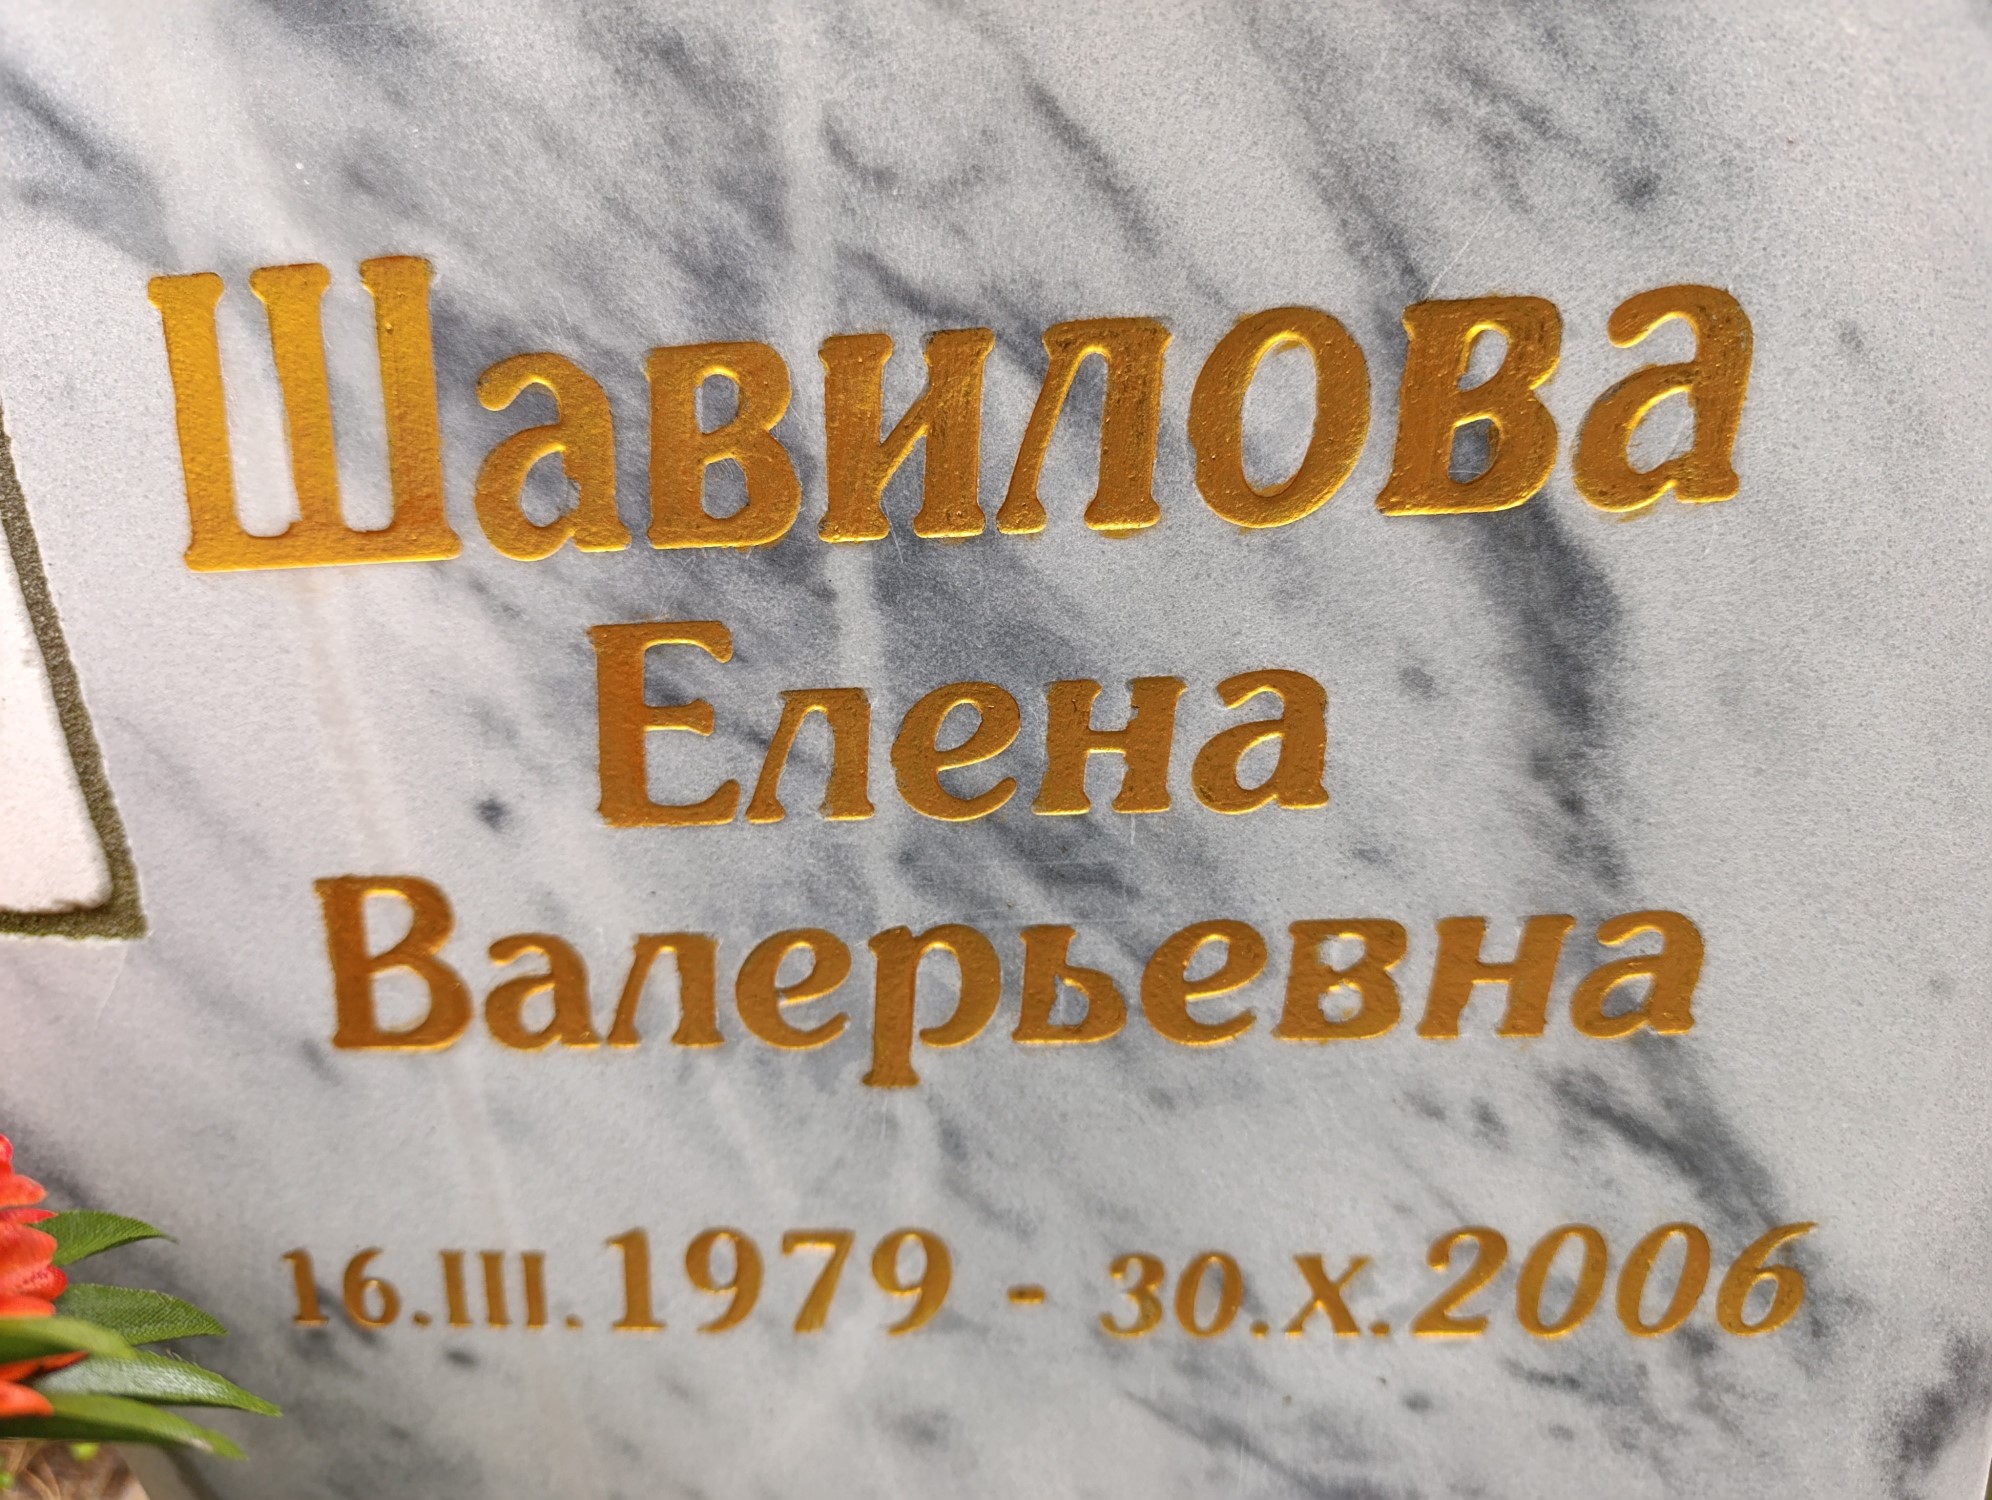 Шавилова
Елена
Валерьевна
16.III.1979 - 30.X.2006